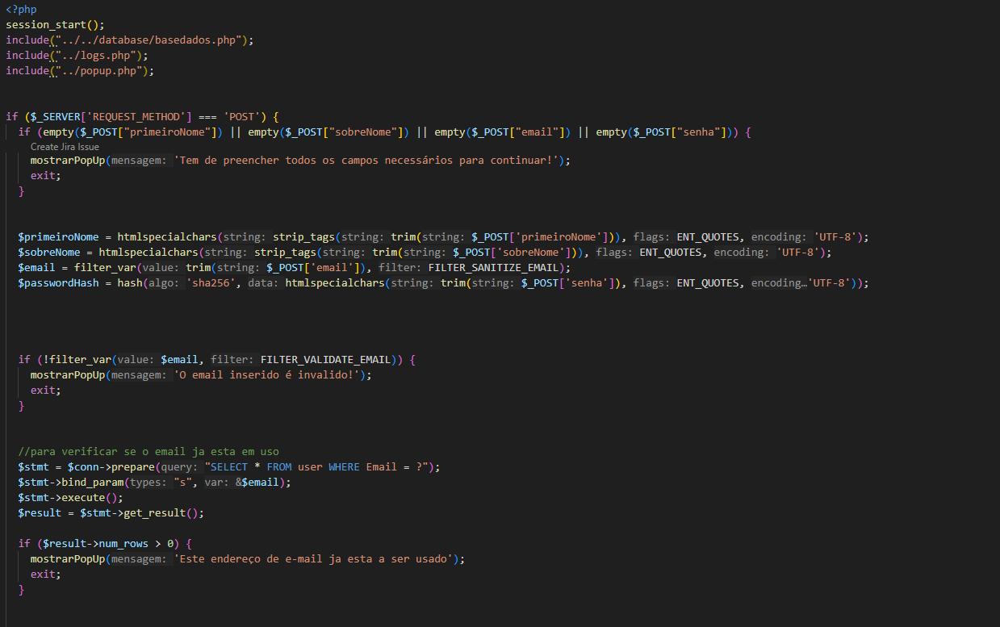 <?php
session_start();
include("../../database/basedados.php");
include("../logs.php");
include("../popup.php");
if ($_SERVER['REQUEST_METHOD'] === 'POST') {
if (empty($_POST["primeiroNome"]) || empty($_POST["sobreNome"]) || empty($_POST["email"]) || empty($_POST["senha"])) {
Create Jira Issue
mostrarPopUp(mensagem: 'Tem de preencher todos os campos necessários para continuar!');
exit;
}
$primeiroNome = htmlspecialchars(string: strip_tags(string: trim(string: $_POST['primeiroNome'])), flags: ENT_QUOTES, encoding: 'UTF-8');
$sobreNome = htmlspecialchars(string: strip_tags(string: trim(string: $_POST['sobreNome'])), flags: ENT_QUOTES, encoding: 'UTF-8');
$email = filter_var(value: trim(string: $_POST['email']), filter: FILTER_SANITIZE_EMAIL);
$passwordHash = hash(algo: 'sha256', data: htmlspecialchars(string: trim(string: $_POST['senha']), flags: ENT_QUOTES, encoding…'UTF-8'));
if (!filter_var(value: $email, filter: FILTER_VALIDATE_EMAIL)) {
mostrarPopUp(mensagem: 'O email inserido é invalido!');
exit;
}
//para verificar se o email ja esta em uso
$stmt = $conn->prepare(query: "SELECT * FROM user WHERE Email = ?");
$stmt->bind_param(types: "s", var: &$email);
$stmt->execute();
$result = $stmt->get_result();
if ($result->num_rows > 0) {
mostrarPopUp(mensagem: 'Este endereço de e-mail ja esta a ser usado');
exit;
}